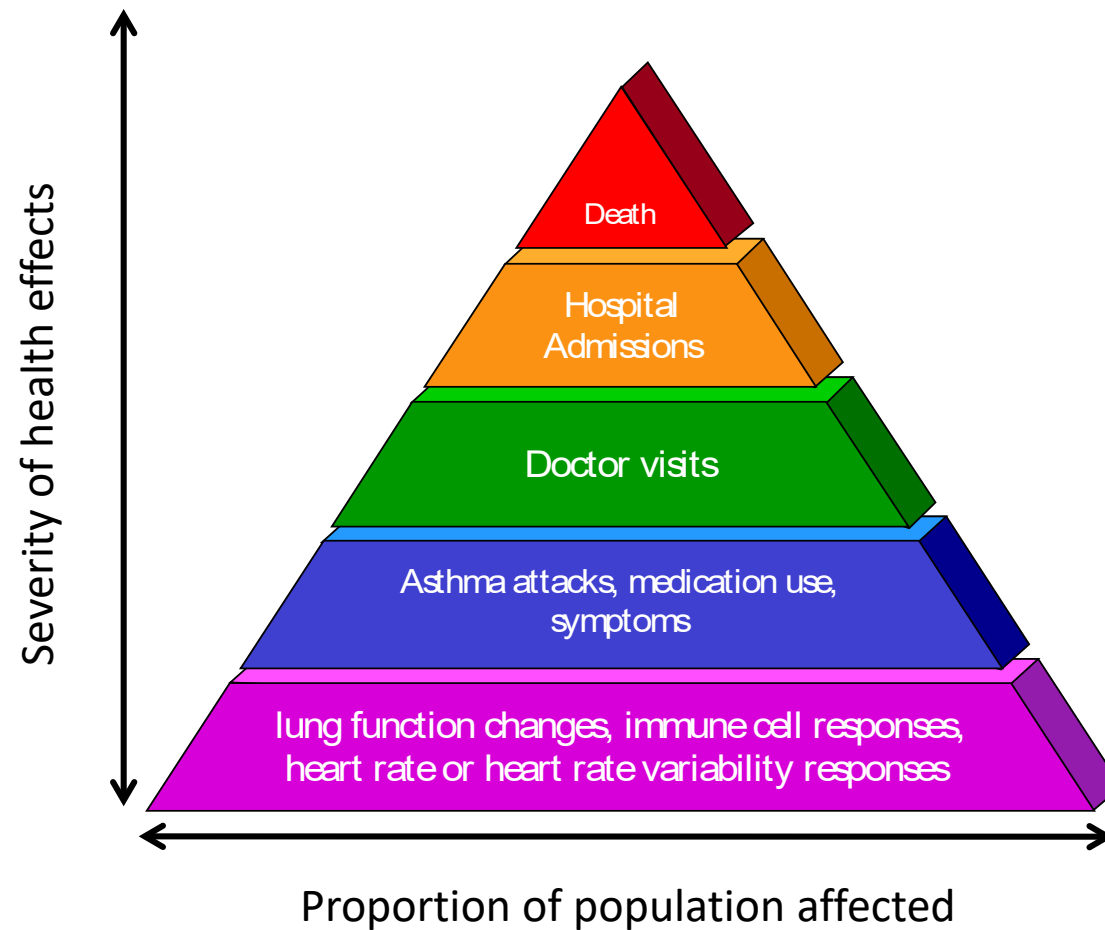 Severity of health effects
Death
Hospital
Admissions
Doctor visits
Asthma attacks, medication use,
symptoms
lung function changes, immune cell responses,
heart rate or heart rate variability responses
Proportion of population affected